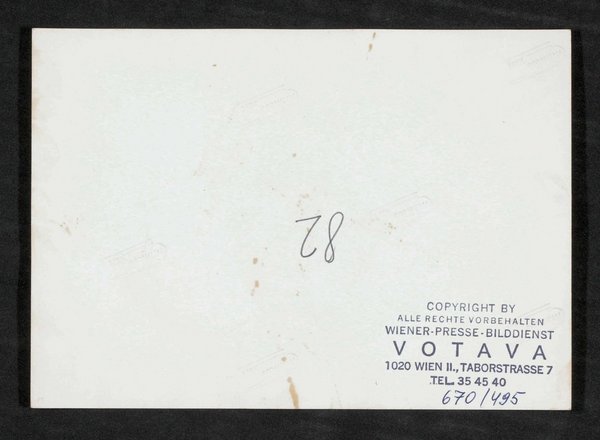 82
COPYRIGHT BY
ALLE RECHTE VORBEHALTEN
WIENER-PRESSE-BILDDIENST
VOTAVA
1020 WIEN II., TABORSTRASSE 7
TEL. 35 45 40
670/495